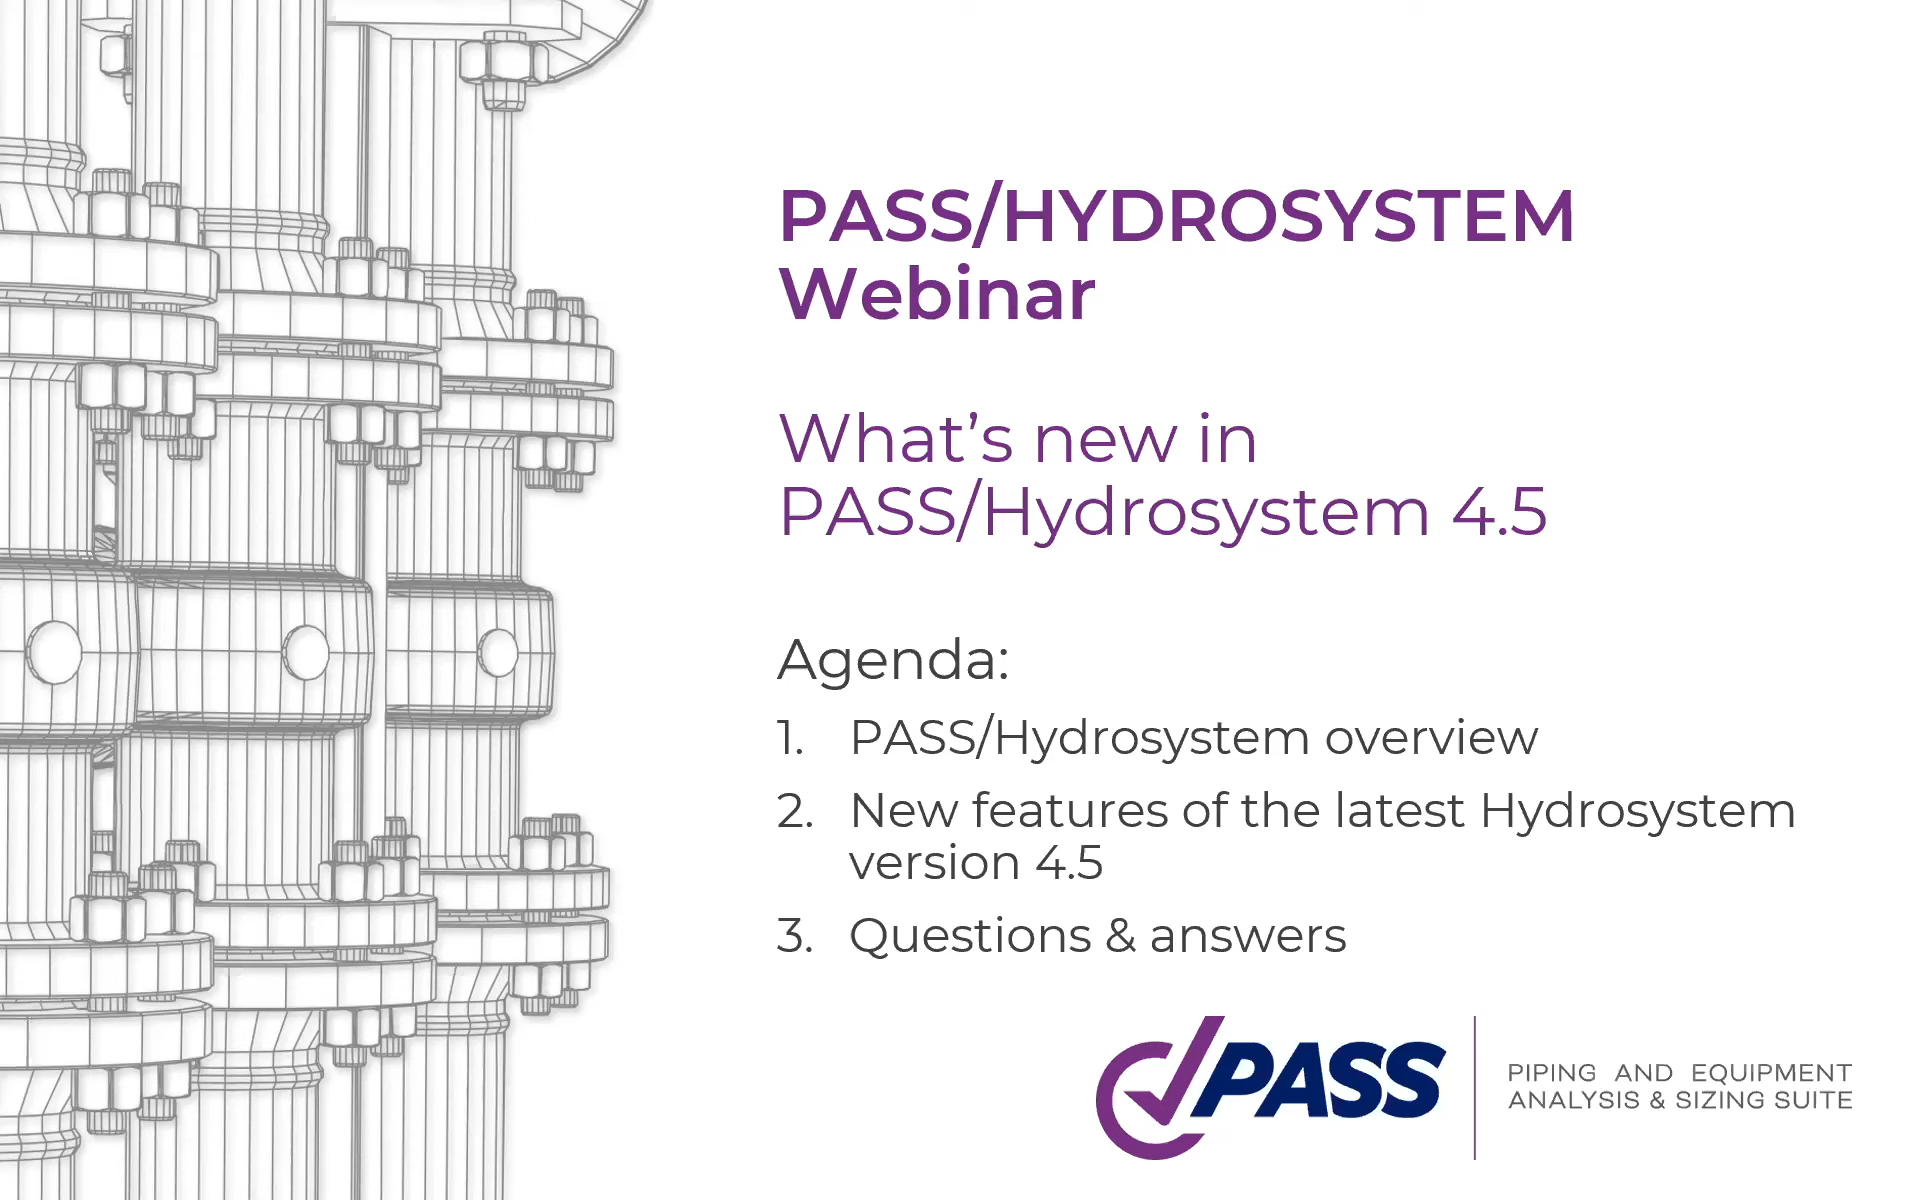 PASS/HYDROSYSTEM
Webinar
What’s new in
PASS/Hydrosystem 4.5
Agenda:
1. PASS/Hydrosystem overview
2. New features of the latest Hydrosystem
version 4.5
3. Questions & answers
PASS
PIPING AND EQUIPMENT
ANALYSIS & SIZING SUITE